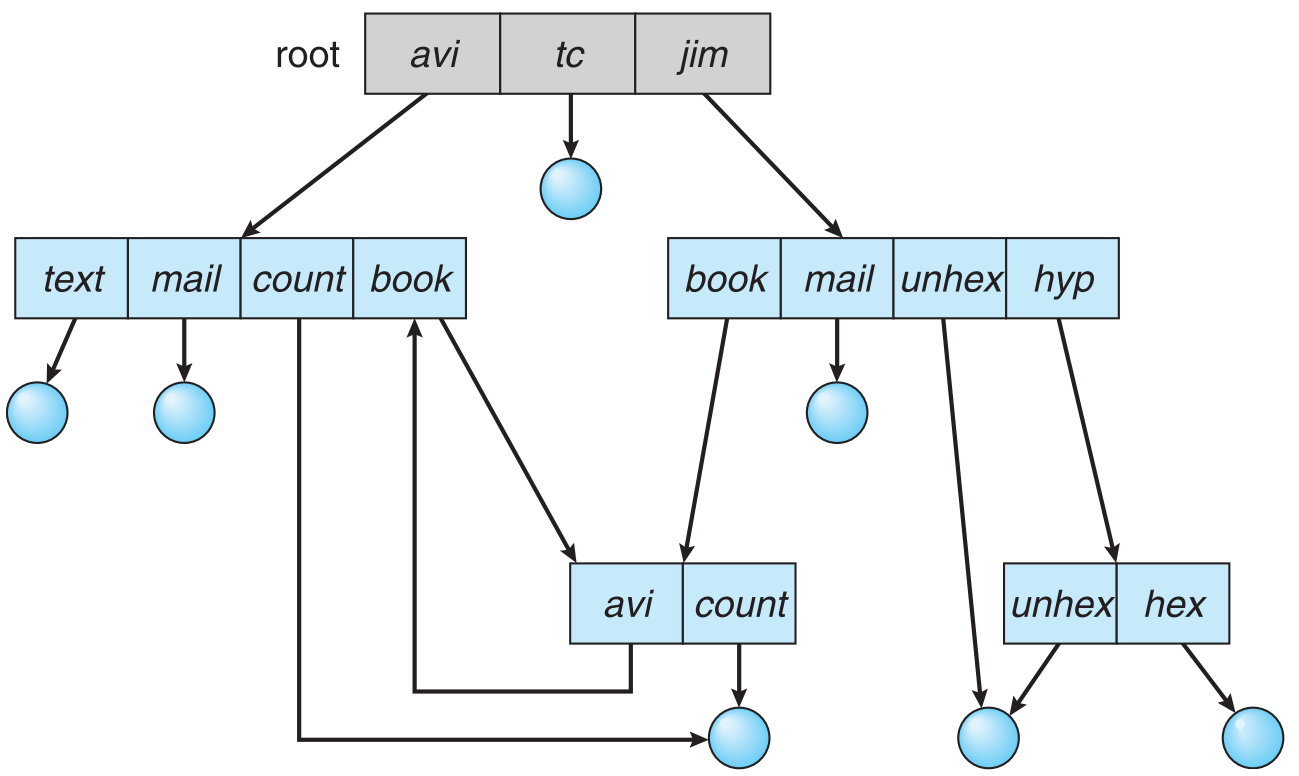 root avi tc jim
text mail count book
book mail unhex hyp
avi count
unhex hex